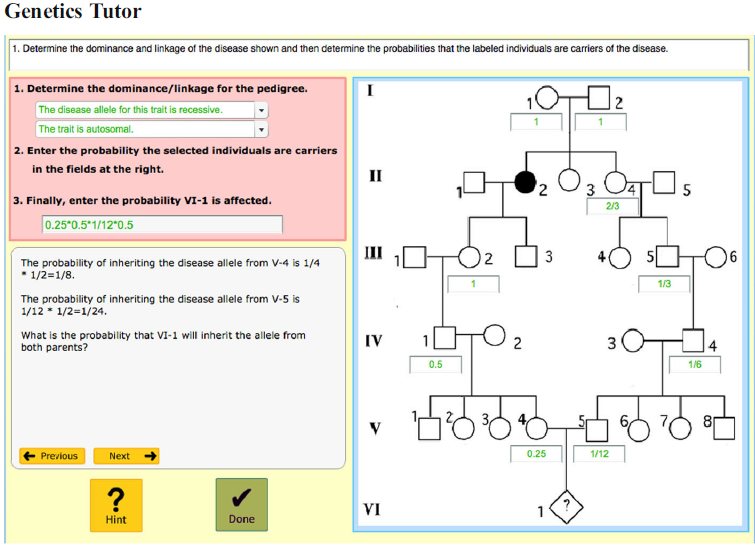 Genetics Tutor
1. Determine the dominance and linkage of the disease shown and then determine the probabilities that the labeled individuals are carriers of the disease.
1. Determine the dominance/linkage for the pedigree.
The disease allele for this trait is recessive.
The trait is autosomal.
2. Enter the probability the selected individuals are carriers
in the fields at the right.
3. Finally, enter the probability VI-1 is affected.
0.25*0.5*1/12*0.5
The probability of inheriting the disease allele from V-4 is 1/4
* 1/2=1/8.
The probability of inheriting the disease allele from V-5 is
1/12 * 1/2=1/24.
What is the probability that VI-1 will inherit the allele from
both parents?
Previous
Next
Hint
Done
I
1 2
1 1
II
1 2 3 4 5
2/3
III
1 2 3 4 5 6
1 1/3
IV
1 2 3 4
0.5 1/6
V
1 2 3 4 5 6 7 8
0.25 1/12
VI
1 ?